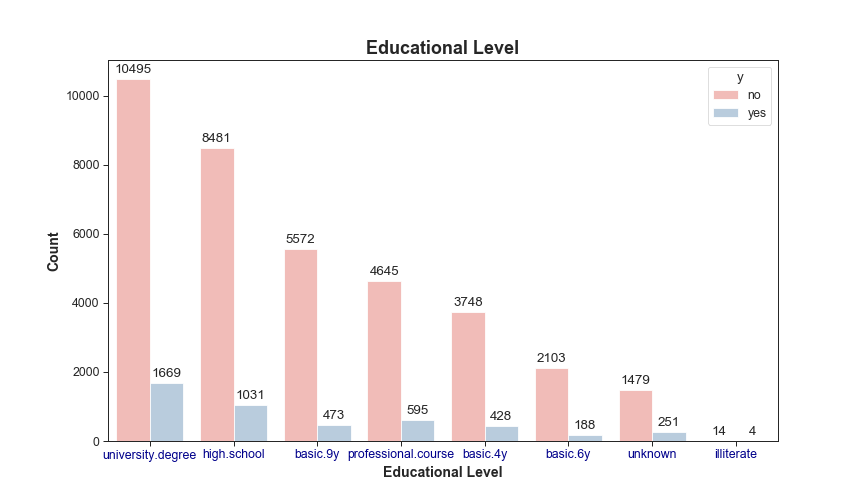 Educational Level
y
no
yes
Count
10000
8000
6000
4000
2000
0
10495
1669
8481
1031
5572
473
4645
595
3748
428
2103
188
1479
251
14
4
university.degree
high.school
basic.9y
professional.course
basic.4y
basic.6y
unknown
illiterate
Educational Level